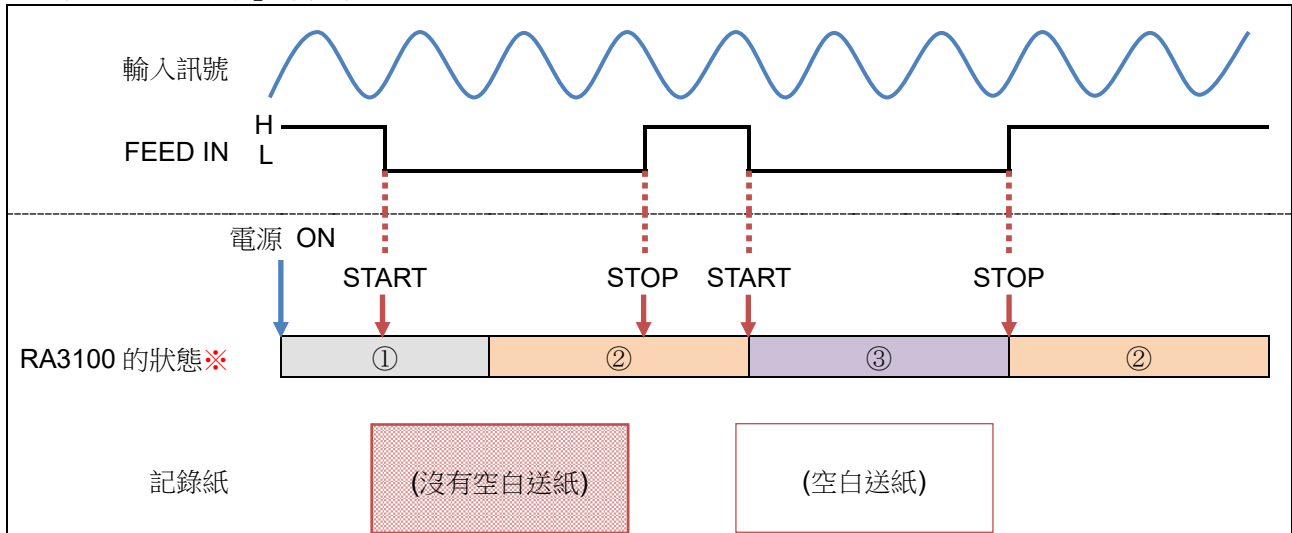 輸入訊號
H
FEED IN L
電源 ON
START STOP START STOP
RA3100 的狀態※ ① ② ③ ②
記錄紙 (沒有空白送紙) (空白送紙)